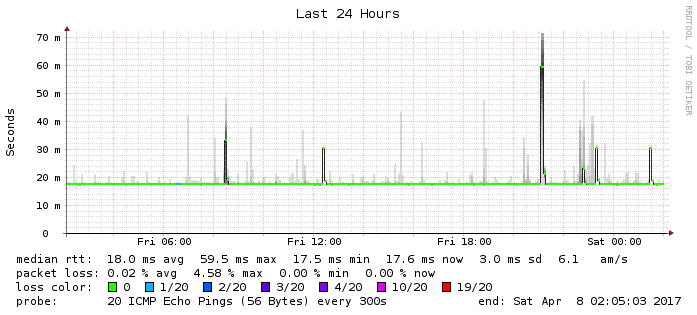 Last 24 Hours
RRDTOOL / TOBI OETIKER
Seconds
70 m
60 m
50 m
40 m
30 m
20 m
10 m
0
Fri 06:00 Fri 12:00 Fri 18:00 Sat 00:00
median rtt: 18.0 ms avg 59.5 ms max 17.5 ms min 17.6 ms now 3.0 ms sd 6.1 am/s
packet loss: 0.02 % avg 4.58 % max 0.00 % min 0.00 % now
loss color: 0 1/20 2/20 3/20 4/20 10/20 19/20
probe: 20 ICMP Echo Pings (56 Bytes) every 300s end: Sat Apr 8 02:05:03 2017